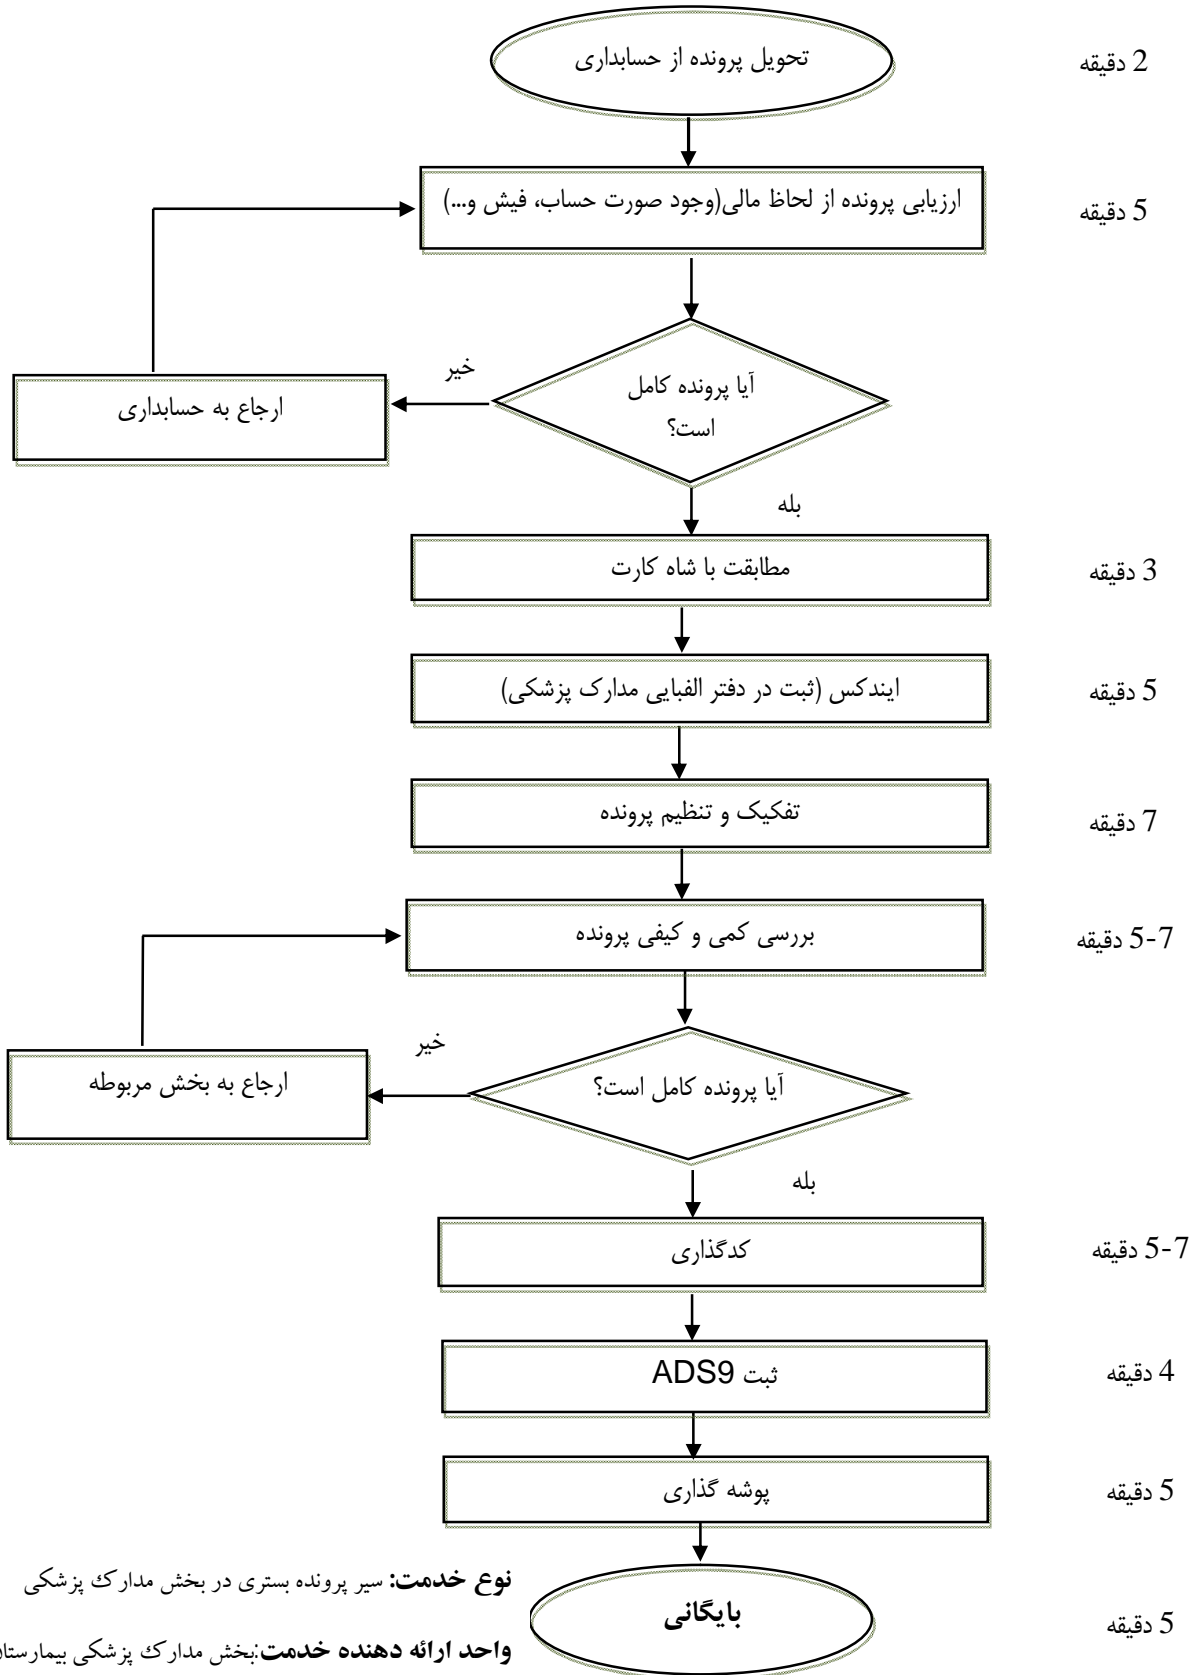 تحویل پرونده از حسابداری
2 دقیقه
ارزیابی پرونده از لحاظ مالی(وجود صورت حساب، فیش و...)
5 دقیقه
آیا پرونده کامل
است؟
خیر
ارجاع به حسابداری
بله
مطابقت با شاه کارت
3 دقیقه
ایندکس (ثبت در دفتر الفبایی مدارک پزشکی)
5 دقیقه
تفکیک و تنظیم پرونده
7 دقیقه
بررسی کمی و کیفی پرونده
5-7 دقیقه
آیا پرونده کامل است؟
خیر
ارجاع به بخش مربوطه
بله
کدگذاری
5-7 دقیقه
ثبت ADS9
4 دقیقه
پوشه گذاری
5 دقیقه
بایگانی
5 دقیقه
نوع خدمت: سیر پرونده بستری در بخش مدارک پزشکی
واحد ارائه دهنده خدمت:بخش مدارک پزشکی بیمارستان